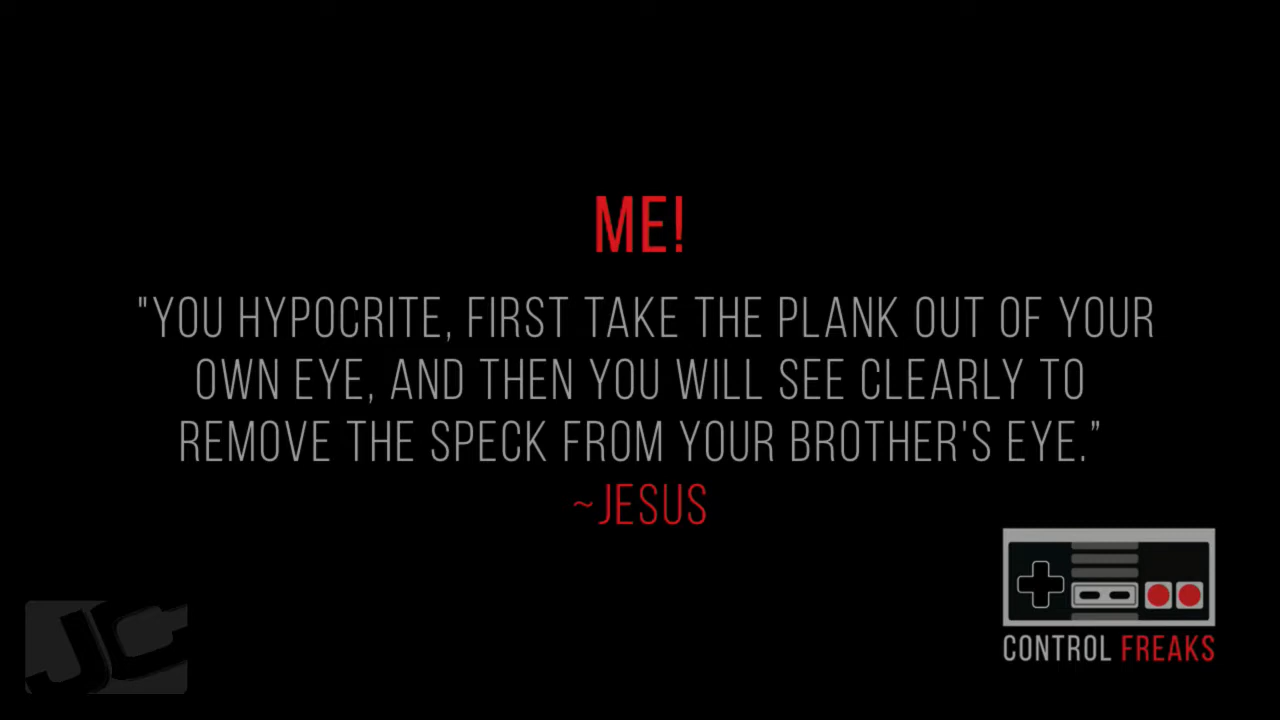 ME!
"YOU HYPOCRITE, FIRST TAKE THE PLANK OUT OF YOUR
OWN EYE, AND THEN YOU WILL SEE CLEARLY TO
REMOVE THE SPECK FROM YOUR BROTHER'S EYE.”
~JESUS
CONTROL FREAKS
JC